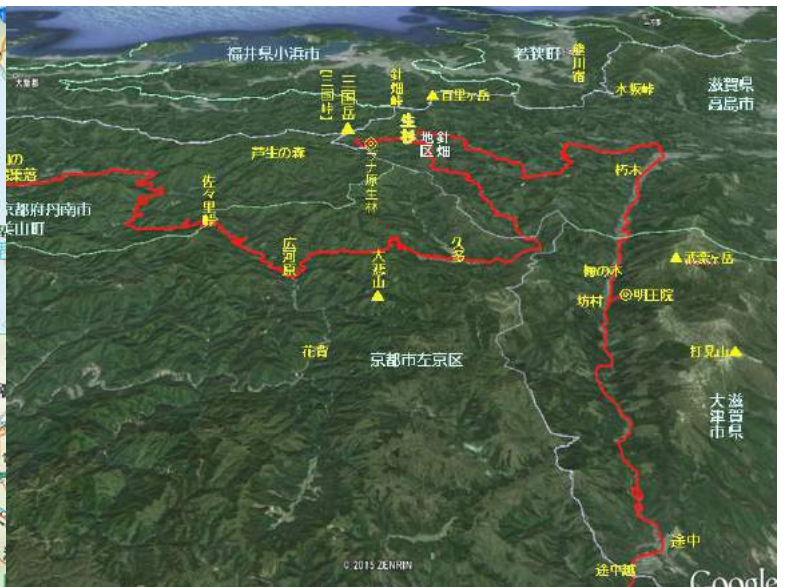 福井県小浜市
若狭町
熊川宿
水坂峠
滋賀県
高島市
針畑峠
百里ヶ岳
三国岳
【三国峠】
生杉
針畑
地区
芦生の森
ブナ原生林
朽木
佐々里峠
京都府丹南市
美山町
広河原
大悲山
久多
梅の木
武奈ヶ岳
坊村
明王院
花背
京都市左京区
打見山
滋賀県
大津市
途中
途中越
© 2015 ZENRIN
Google